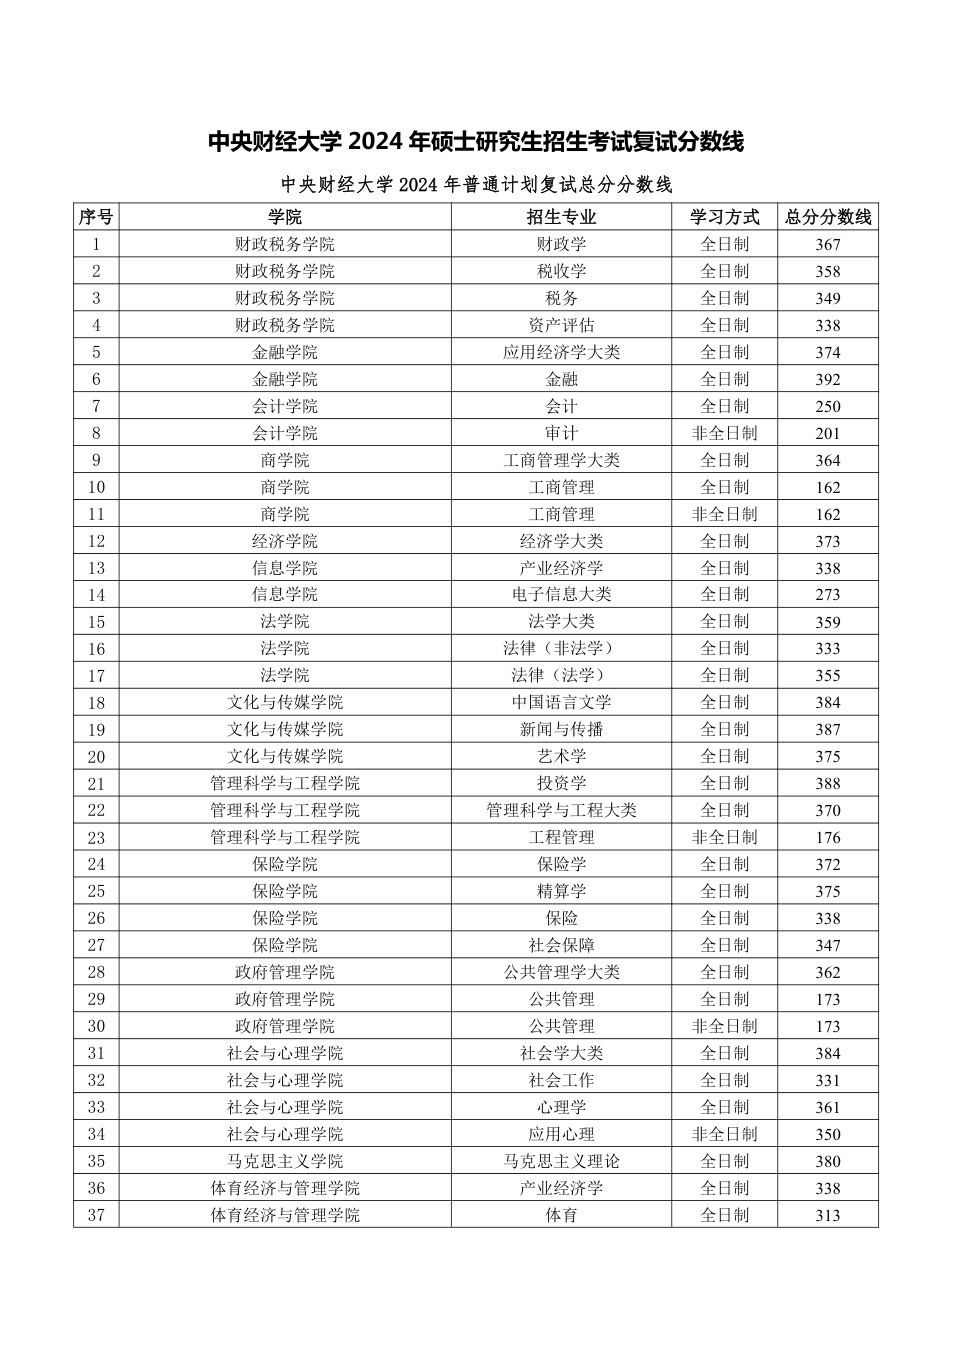 中央财经大学 2024 年硕士研究生招生考试复试分数线
中央财经大学 2024 年普通计划复试总分分数线
序号 学院 招生专业 学习方式 总分分数线
1 财政税务学院 财政学 全日制 367
2 财政税务学院 税收学 全日制 358
3 财政税务学院 税务 全日制 349
4 财政税务学院 资产评估 全日制 338
5 金融学院 应用经济学大类 全日制 374
6 金融学院 金融 全日制 392
7 会计学院 会计 全日制 250
8 会计学院 审计 非全日制 201
9 商学院 工商管理学大类 全日制 364
10 商学院 工商管理 全日制 162
11 商学院 工商管理 非全日制 162
12 经济学院 经济学大类 全日制 373
13 信息学院 产业经济学 全日制 338
14 信息学院 电子信息大类 全日制 273
15 法学院 法学大类 全日制 359
16 法学院 法律（非法学） 全日制 333
17 法学院 法律（法学） 全日制 355
18 文化与传媒学院 中国语言文学 全日制 384
19 文化与传媒学院 新闻与传播 全日制 387
20 文化与传媒学院 艺术学 全日制 375
21 管理科学与工程学院 投资学 全日制 388
22 管理科学与工程学院 管理科学与工程大类 全日制 370
23 管理科学与工程学院 工程管理 非全日制 176
24 保险学院 保险学 全日制 372
25 保险学院 精算学 全日制 375
26 保险学院 保险 全日制 338
27 保险学院 社会保障 全日制 347
28 政府管理学院 公共管理学大类 全日制 362
29 政府管理学院 公共管理 全日制 173
30 政府管理学院 公共管理 非全日制 173
31 社会与心理学院 社会学大类 全日制 384
32 社会与心理学院 社会工作 全日制 331
33 社会与心理学院 心理学 全日制 361
34 社会与心理学院 应用心理 非全日制 350
35 马克思主义学院 马克思主义理论 全日制 380
36 体育经济与管理学院 产业经济学 全日制 338
37 体育经济与管理学院 体育 全日制 313